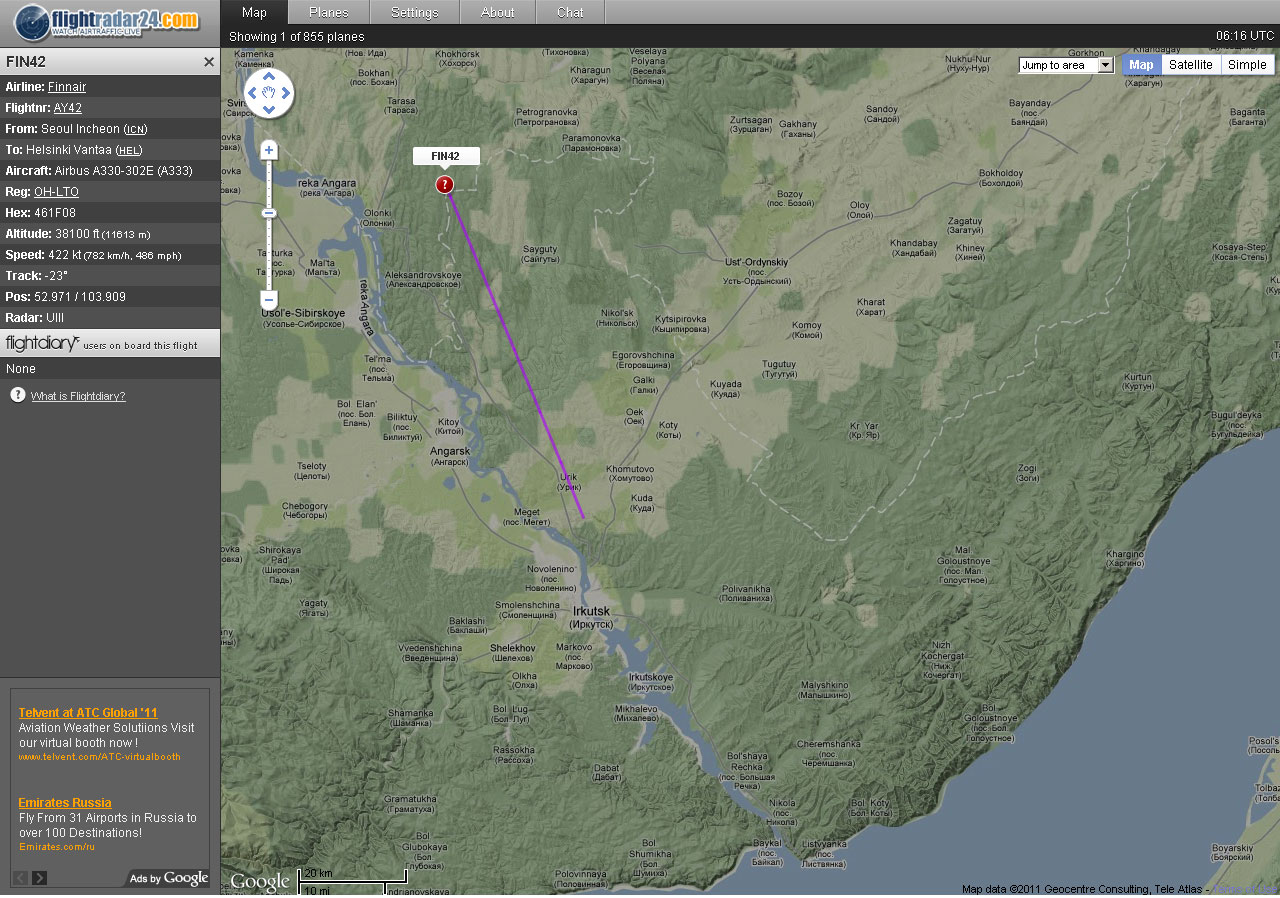 flightradar24.com
WATCH AIRTRAFFIC LIVE
Map
Planes
Settings
About
Chat
Showing 1 of 855 planes
06:16 UTC
FIN42
Airline: Finnair
Flightnr: AY42
From: Seoul Incheon (ICN)
To: Helsinki Vantaa (HEL)
Aircraft: Airbus A330-302E (A333)
Reg: OH-LTO
Hex: 461F08
Altitude: 38100 ft (11613 m)
Speed: 422 kt (782 km/h, 486 mph)
Track: -23°
Pos: 52.971 / 103.909
Radar: UIII
flightdiary users on board this flight
None
? What is Flightdiary?
Telvent at ATC Global '11
Aviation Weather Solutiions Visit
our virtual booth now !
www.telvent.com/ATC-virtualbooth
Emirates Russia
Fly From 31 Airports in Russia to
over 100 Destinations!
Emirates.com/ru
Ads by Google
Jump to area
Map
Satellite
Simple
Kamenka
(Каменка)
(Нов. Ида)
Khokhorsk
(Хохорск)
(Тихоновка)
Veselaya
Polyana
(Веселая
Поляна)
Nukhu-Nur
(Нуху-Нур)
Gorkhon
Bokhan
(пос. Бохан)
Kharagun
(Харагун)
Tarasa
(Тараса)
Petrogranovka
(Петрограновка)
Paramonovka
(Парамоновка)
Zurtsagan
(Зурцаган)
Gakhany
(Гаханы)
Sandoy
(Сандой)
Bayanday
(пос.
Баяндай)
Baganta
(Баганта)
FIN42
?
reka Angara
(река Ангара)
Olonki
(Олонки)
Bokholdoy
(Бохолдой)
Bozoy
(пос. Бозой)
Oloy
(Олой)
Zagatuy
(Загатуй)
Khandabay
(Хандабай)
Khiney
(Хиней)
Kosaya-Step'
(Косая-Степь)
Mal'ta
(Мальта)
Sayguty
(Сайгуты)
Ust'-Ordynskiy
(пос.
Усть-Ордынский)
Aleksandrovskoye
(Александровское)
reka Angara
(река Ангара)
Usol'e-Sibirskoye
(Усолье-Сибирское)
Nikol'sk
(Никольск)
Kytsipirovka
(Кыципировка)
Kharat
(Харат)
Komoy
(Комой)
Tel'ma
(пос.
Тельма)
Egorovshchina
(Егоровщина)
Galki
(Галки)
Tugutuy
(Тугутуй)
Kuyada
(Куяда)
Kurtun
(Куртун)
Bol. Elan'
(пос. Бол.
Елань)
Biliktuy
(пос.
Биликтуй)
Kitoy
(Китой)
Oek
(Оек)
Koty
(Коты)
Kr. Yar
(Кр. Яр)
Bugul'deyka
(пос.
Бугульдейка)
Angarsk
(Ангарск)
Tseloty
(Целоты)
Urik
(Урик)
Khomutovo
(Хомутово)
Zogi
(Зоги)
Chebogory
(Чебогоры)
Meget
(пос. Мегет)
Kuda
(Куда)
Shirokaya
Pad'
(Широкая
Падь)
Novolenino
(пос.
Новоленино)
Mal.
Goloustnoye
(пос. Мал.
Голоустное)
Khargino
(Харгино)
Polivanikha
(Поливаниха)
Yagaty
(Ягаты)
Smolenshchina
(Смоленщина)
Irkutsk
(Иркутск)
Baklashi
(Баклаши)
Vvedenshchina
(Введенщина)
Shelekhov
(Шелехов)
Markovo
(пос.
Марково)
Nizh
Kochergat
(Ниж.
Кочергат)
Olkha
(Олха)
Irkutskoye
(Иркутское)
Malyshkino
(Малышкино)
Shamanka
(Шаманка)
Bol. Lug
(Бол. Луг)
Mikhalevo
(Михалево)
Bol
Goloustnoye
(пос. Бол.
Голоустное)
Rassokha
(Рассоха)
Bol'shaya
Rechka
(пос. Большая
Речка)
Cheremshanka
(пос.
Черемшанка)
Dabat
(Дабат)
Gramatukha
(Граматуха)
Nikola
(пос.
Никола)
Bol. Koty
(пос. Бол. Коты)
Bol
Glubokaya
(Бол.
Глубокая)
Bol
Shumikha
(Бол
Шумиха)
Baykal
(пос.
Байкал)
Listvyanka
(пос.
Листвянка)
Boyarskiy
(Боярский)
Polovinnaya
(Половинная)
Google
20 km
10 mi
Map data ©2011 Geocentre Consulting, Tele Atlas -